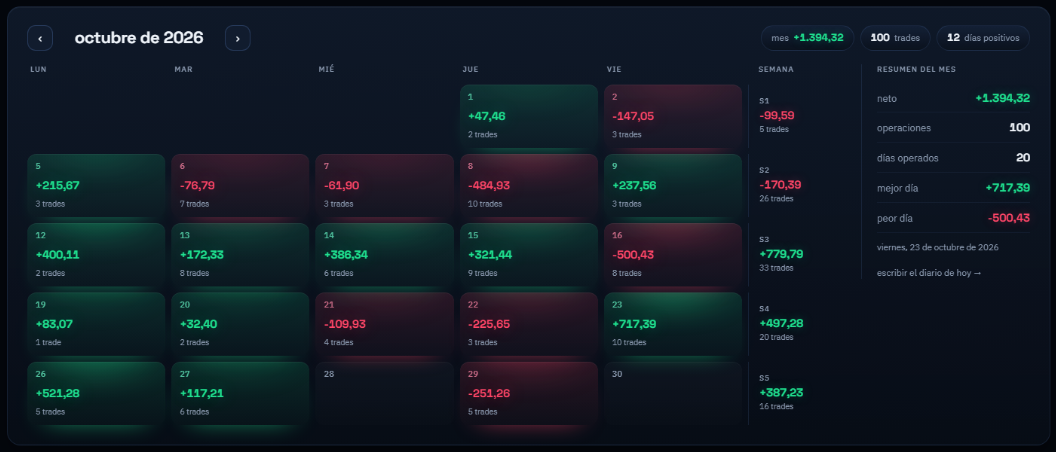 ‹ octubre de 2026 ›
mes +1.394,32
100 trades
12 días positivos
LUN MAR MIÉ JUE VIE SEMANA
1
+47,46
2 trades
2
-147,05
3 trades
S1
-99,59
5 trades
5
+215,67
3 trades
6
-76,79
7 trades
7
-61,90
3 trades
8
-484,93
10 trades
9
+237,56
3 trades
S2
-170,39
26 trades
12
+400,11
2 trades
13
+172,33
8 trades
14
+386,34
6 trades
15
+321,44
9 trades
16
-500,43
8 trades
S3
+779,79
33 trades
19
+83,07
1 trade
20
+32,40
2 trades
21
-109,93
4 trades
22
-225,65
3 trades
23
+717,39
10 trades
S4
+497,28
20 trades
26
+521,28
5 trades
27
+117,21
6 trades
28
29
-251,26
5 trades
30
S5
+387,23
16 trades
RESUMEN DEL MES
neto +1.394,32
operaciones 100
días operados 20
mejor día +717,39
peor día -500,43
viernes, 23 de octubre de 2026
escribir el diario de hoy →